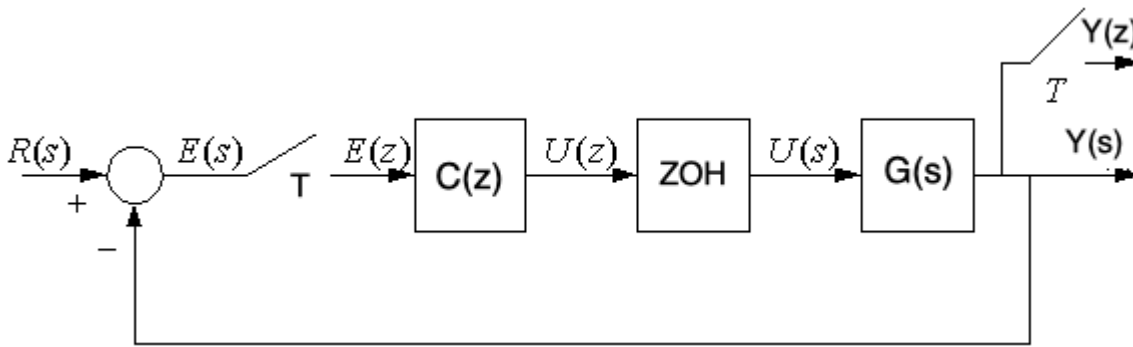 Y(z)
T
R(s)
+
−
E(s)
T
E(z)
C(z)
U(z)
ZOH
U(s)
G(s)
Y(s)